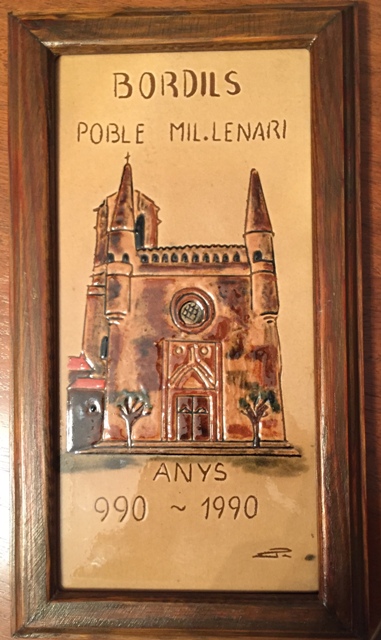 BORDILS
POBLE MIL.LENARI
ANYS
990 ~ 1990